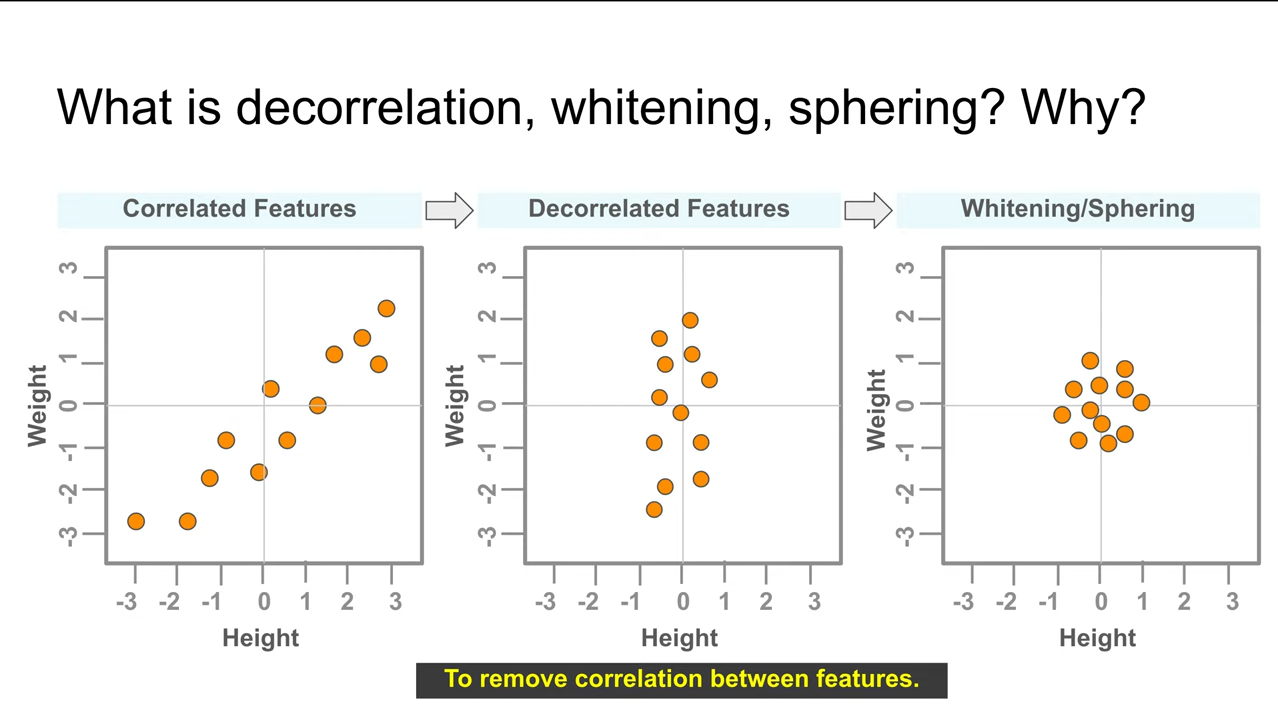 What is decorrelation, whitening, sphering? Why?
Correlated Features
Decorrelated Features
Whitening/Sphering
Weight
3
2
1
0
-1
-2
-3
-3 -2 -1 0 1 2 3
Height
Weight
3
2
1
0
-1
-2
-3
-3 -2 -1 0 1 2 3
Height
Weight
3
2
1
0
-1
-2
-3
-3 -2 -1 0 1 2 3
Height
To remove correlation between features.